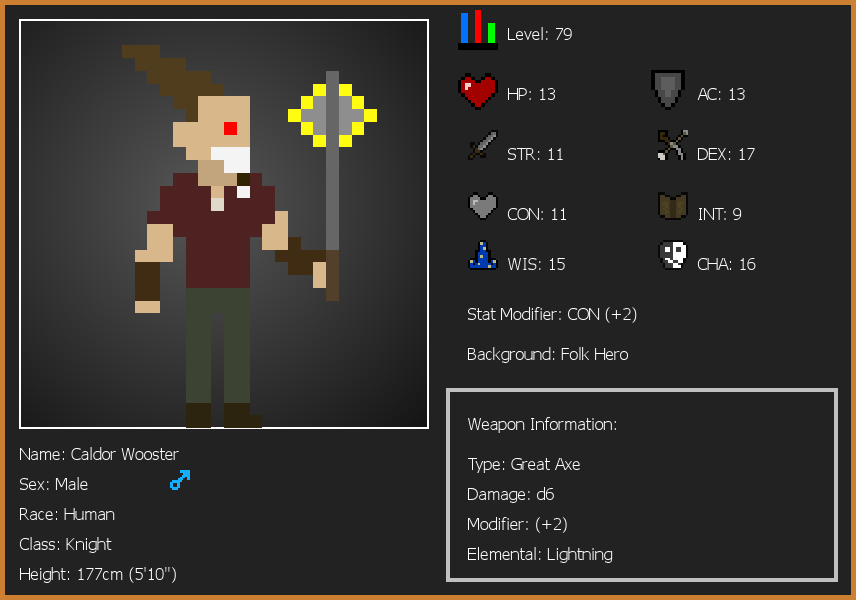 Level: 79
HP: 13
AC: 13
STR: 11
DEX: 17
CON: 11
INT: 9
WIS: 15
CHA: 16
Stat Modifier: CON (+2)
Background: Folk Hero
Weapon Information:
Type: Great Axe
Damage: d6
Modifier: (+2)
Elemental: Lightning
Name: Caldor Wooster
Sex: Male
Race: Human
Class: Knight
Height: 177cm (5'10")